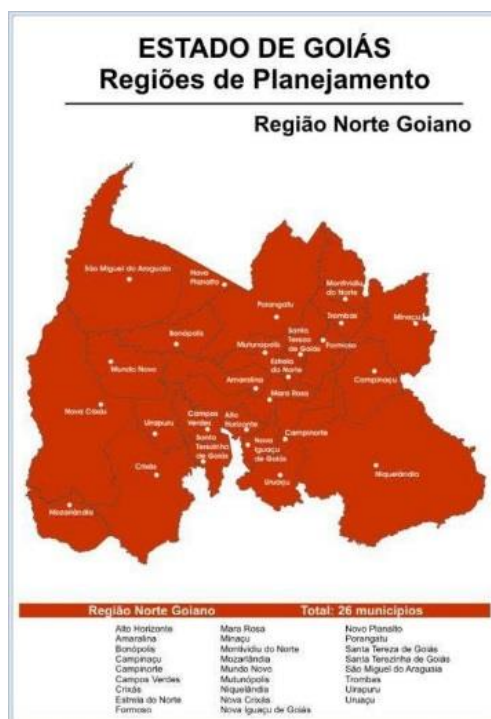 ESTADO DE GOIÁS
Regiões de Planejamento
Região Norte Goiano
São Miguel do Araguaia
Novo
Planalto
Montividiu
do Norte
Porangatu
Trombas
Minaçu
Bonópolis
Santa
Tereza
de Goiás
Mutunópolis
Formoso
Mundo Novo
Estrela
do Norte
Campinaçu
Amaralina
Mara Rosa
Nova Crixás
Campos
Verdes
Alto
Horizonte
Uirapuru
Santa
Terezinha
de Goiás
Nova
Iguaçu
de Goiás
Campinorte
Crixás
Uruaçu
Niquelândia
Mozarlândia
Região Norte Goiano Total: 26 municípios
Alto Horizonte Mara Rosa Novo Planalto
Amaralina Minaçu Porangatu
Bonópolis Montividiu do Norte Santa Tereza de Goiás
Campinaçu Mozarlândia Santa Terezinha de Goiás
Campinorte Mundo Novo São Miguel do Araguaia
Campos Verdes Mutunópolis Trombas
Crixás Niquelândia Uirapuru
Estrela do Norte Nova Crixás Uruaçu
Formoso Nova Iguaçu de Goiás